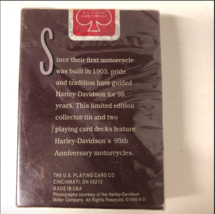 Since their first motorcycle
was built in 1903, pride
and tradition have guided
Harley-Davidson for 95
years. This limited edition
collector tin and two
playing card decks feature
Harley-Davidson's 95th
Anniversary motorcycles.
THE U.S. PLAYING CARD CO
CINCINNATI, OH 45212
MADE IN USA
Photographs courtesy of the Harley-Davidson
Motor Company. All Rights Reserved. ©1998 H-D